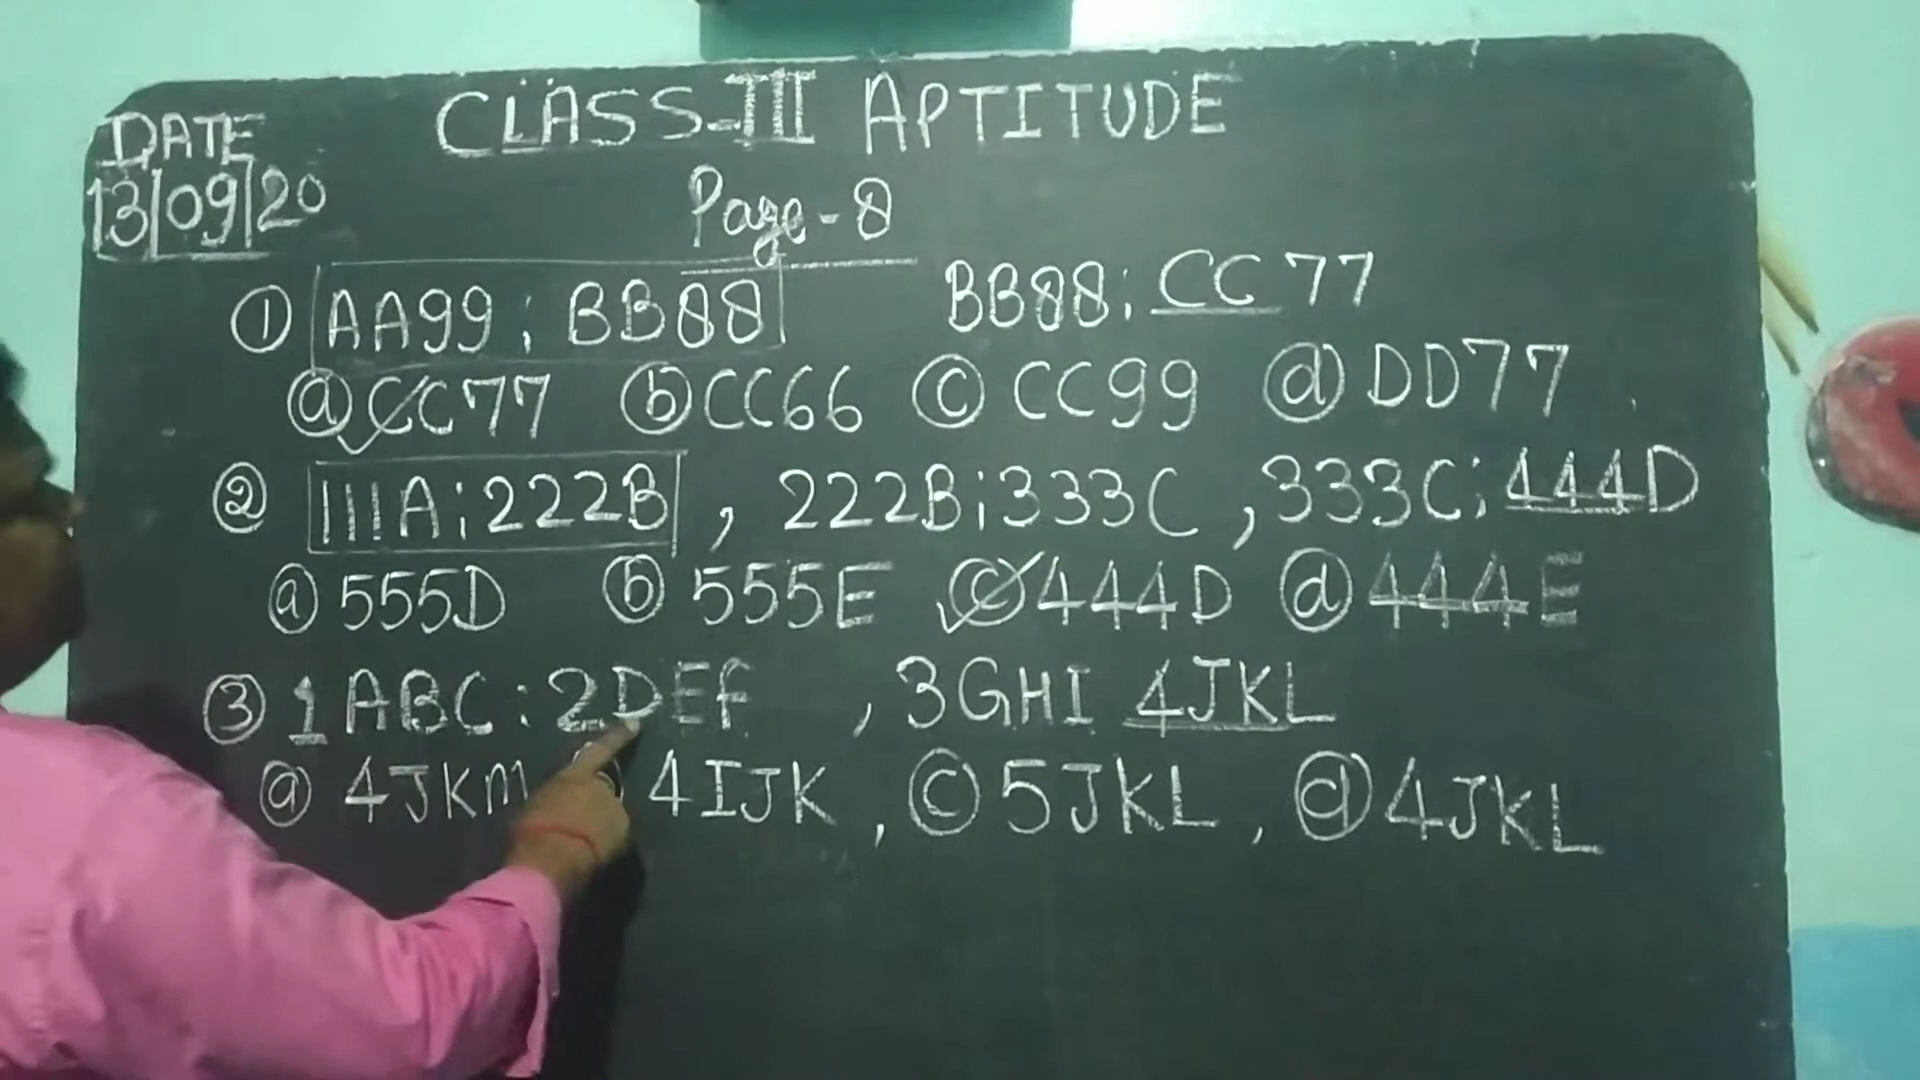 CLASS-III APTITUDE
DATE
13/09/20
Page-8
① AA99 : BB88 BB88 : CC77
ⓐ CC77 ⓑ CC66 ⓒ CC99 ⓓ DD77
② 111A : 222B , 222B : 333C , 333C : 444D
ⓐ 555D ⓑ 555E ⓒ 444D ⓓ 444E
③ 1ABC : 2DEf , 3GHI 4JKL
ⓐ 4JKM 4IJK , ⓒ 5JKL , ⓓ 4JKL